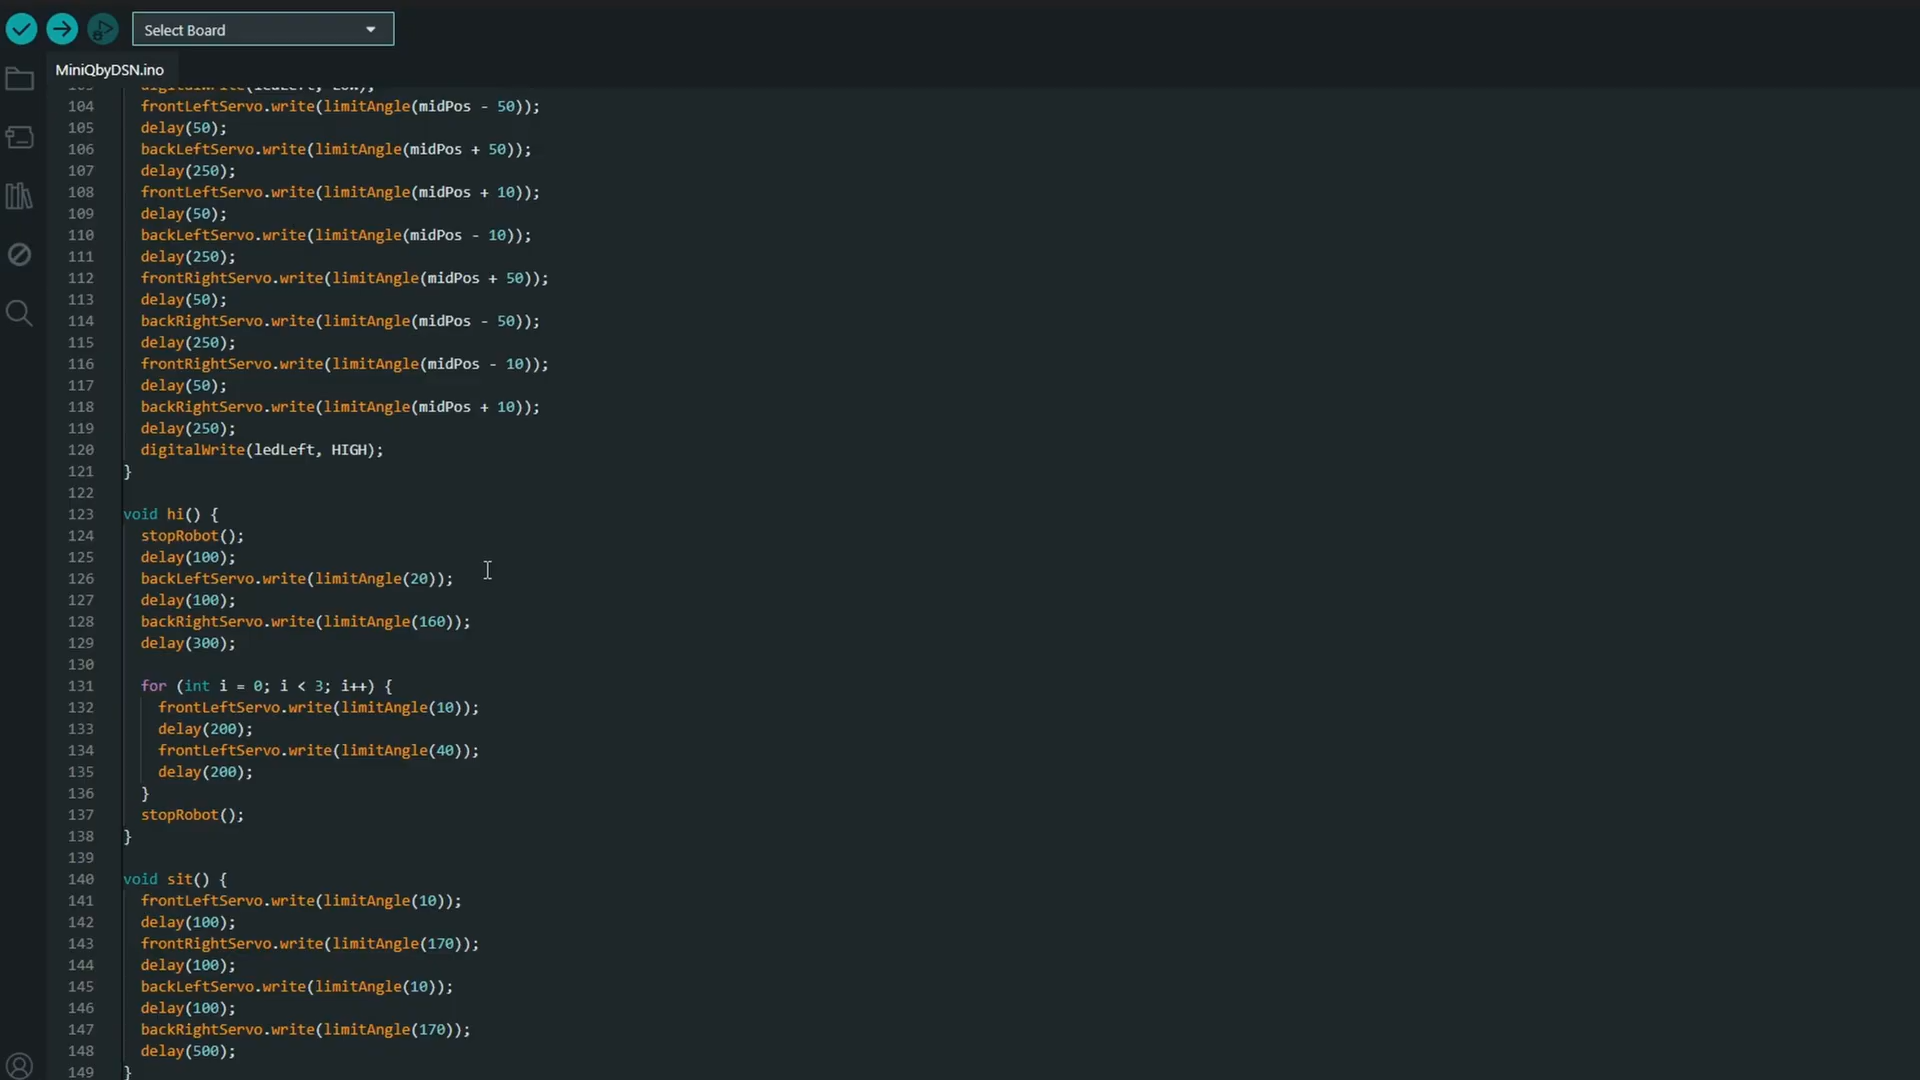 Select Board
MiniQbyDSN.ino
103 digitalWrite(ledLeft, LOW);
104 frontLeftServo.write(limitAngle(midPos - 50));
105 delay(50);
106 backLeftServo.write(limitAngle(midPos + 50));
107 delay(250);
108 frontLeftServo.write(limitAngle(midPos + 10));
109 delay(50);
110 backLeftServo.write(limitAngle(midPos - 10));
111 delay(250);
112 frontRightServo.write(limitAngle(midPos + 50));
113 delay(50);
114 backRightServo.write(limitAngle(midPos - 50));
115 delay(250);
116 frontRightServo.write(limitAngle(midPos - 10));
117 delay(50);
118 backRightServo.write(limitAngle(midPos + 10));
119 delay(250);
120 digitalWrite(ledLeft, HIGH);
121 }
122
123 void hi() {
124 stopRobot();
125 delay(100);
126 backLeftServo.write(limitAngle(20));
127 delay(100);
128 backRightServo.write(limitAngle(160));
129 delay(300);
130
131 for (int i = 0; i < 3; i++) {
132 frontLeftServo.write(limitAngle(10));
133 delay(200);
134 frontLeftServo.write(limitAngle(40));
135 delay(200);
136 }
137 stopRobot();
138 }
139
140 void sit() {
141 frontLeftServo.write(limitAngle(10));
142 delay(100);
143 frontRightServo.write(limitAngle(170));
144 delay(100);
145 backLeftServo.write(limitAngle(10));
146 delay(100);
147 backRightServo.write(limitAngle(170));
148 delay(500);
149 }